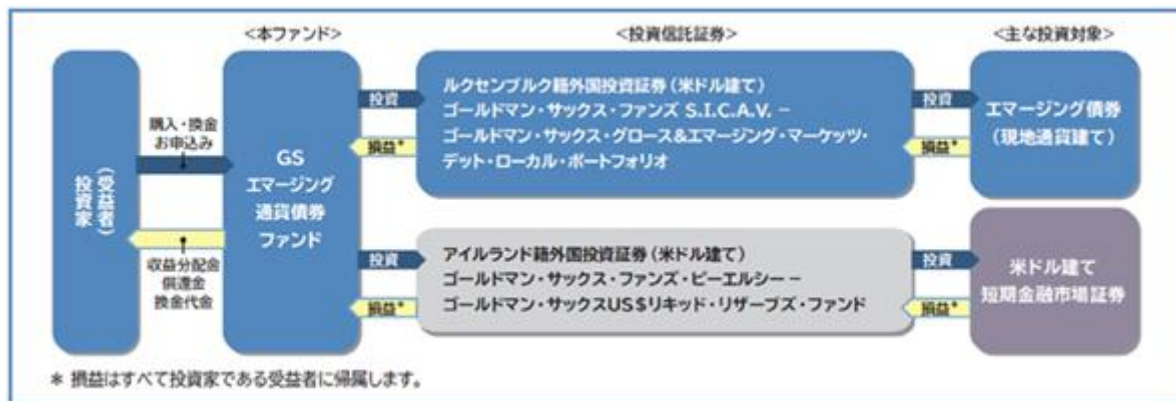 <本ファンド>
<投資信託証券>
<主な投資対象>
投資家
(受益者)
購入・換金
お申込み
収益分配金
償還金
換金代金
GS
エマージング
通貨債券
ファンド
投資
損益*
ルクセンブルク籍外国投資証券(米ドル建て)
ゴールドマン・サックス・ファンズ S.I.C.A.V. -
ゴールドマン・サックス・グロース&エマージング・マーケッツ・
デット・ローカル・ポートフォリオ
投資
損益*
エマージング債券
(現地通貨建て)
投資
損益*
アイルランド籍外国投資証券(米ドル建て)
ゴールドマン・サックス・ファンズ・ピーエルシー -
ゴールドマン・サックスUS$リキッド・リザーブズ・ファンド
投資
損益*
米ドル建て
短期金融市場証券
* 損益はすべて投資家である受益者に帰属します。